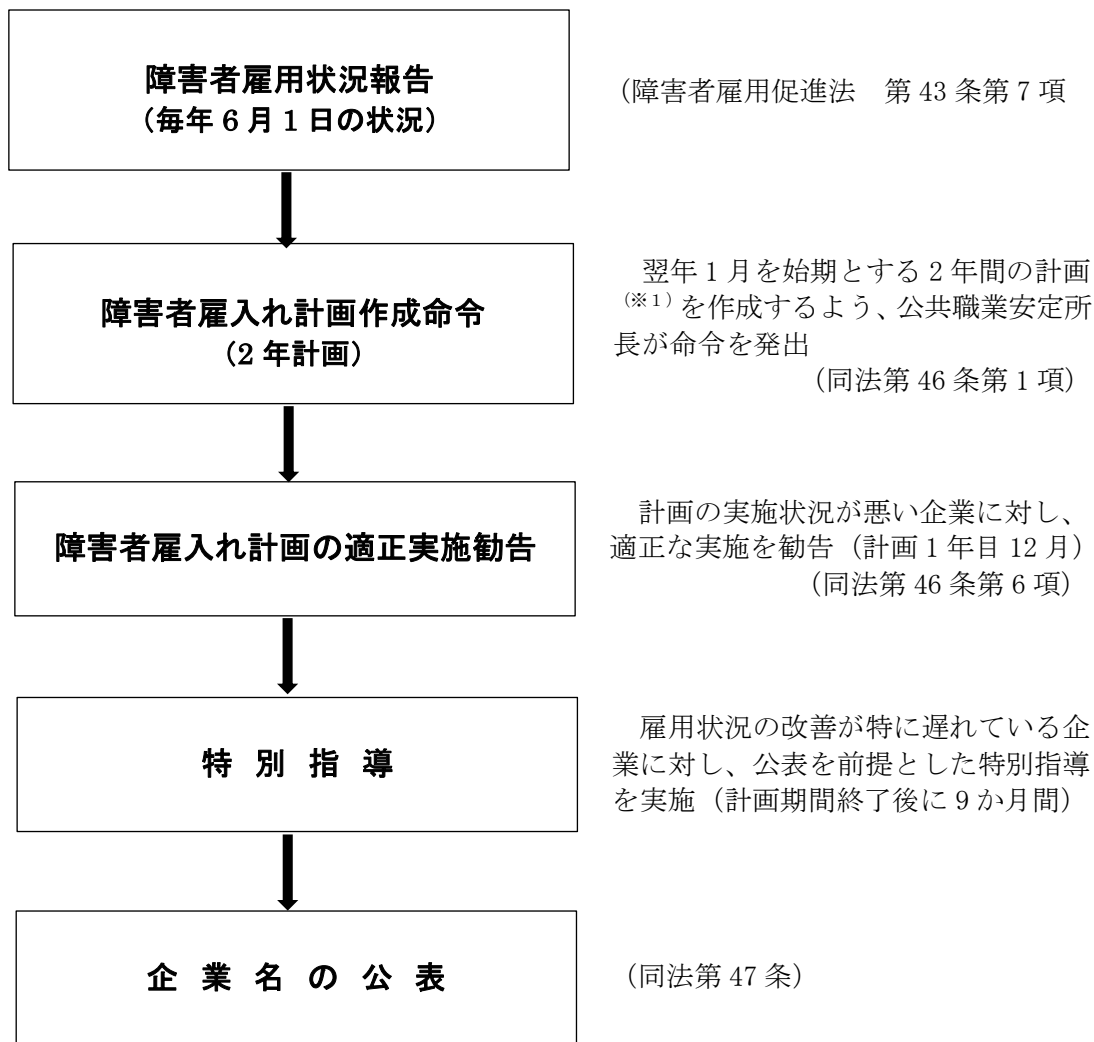 障害者雇用状況報告
（毎年６月１日の状況）
（障害者雇用促進法　第 43 条第 7 項
障害者雇入れ計画作成命令
（２年計画）
翌年 1 月を始期とする 2 年間の計画
（※１）を作成するよう、公共職業安定所
長が命令を発出
（同法第 46 条第 1 項）
障害者雇入れ計画の適正実施勧告
計画の実施状況が悪い企業に対し、
適正な実施を勧告（計画 1 年目 12 月）
（同法第 46 条第 6 項）
特 別 指 導
雇用状況の改善が特に遅れている企
業に対し、公表を前提とした特別指導
を実施（計画期間終了後に 9 か月間）
企 業 名 の 公 表
（同法第 47 条）